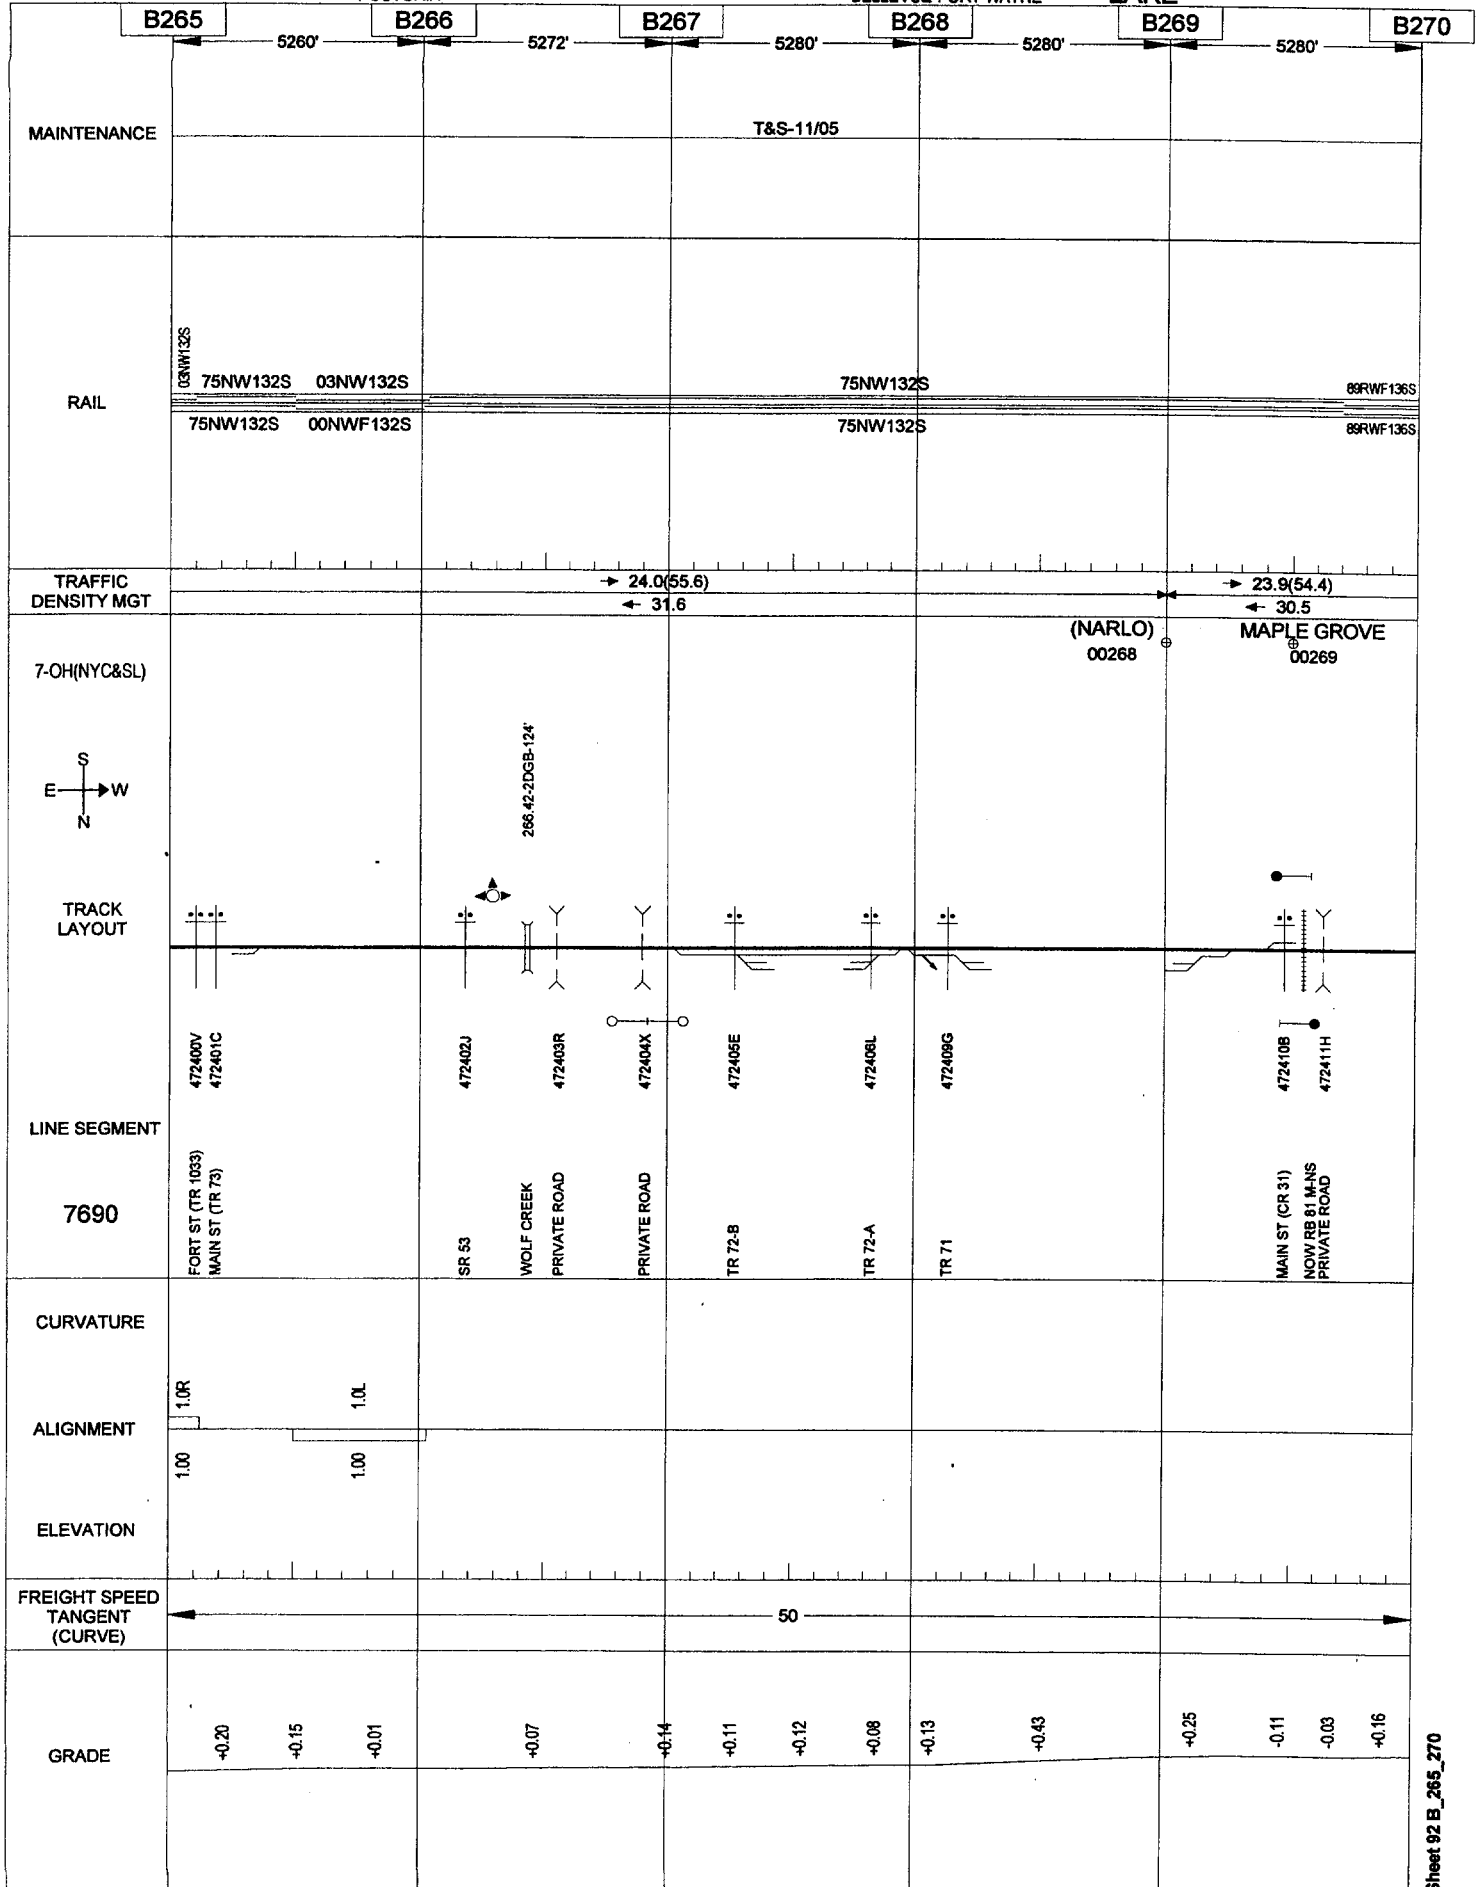 B265 B266 B267 B268 B269 B270
5260' 5272' 5280' 5280' 5280'
MAINTENANCE
T&S-11/05
RAIL
03NW132S
75NW132S 03NW132S 75NW132S 89RWF136S
75NW132S 00NWF132S 75NW132S 89RWF136S
TRAFFIC
DENSITY MGT
24.0(55.6) 23.9(54.4)
31.6 30.5
(NARLO) MAPLE GROVE
00268 00269
7-OH(NYC&SL)
S
E W
N
266.42-2DGB-124'
TRACK
LAYOUT
472400V
472401C
472402J
472403R
472404X
472405E
472406L
472409G
472410B
472411H
LINE SEGMENT
7690
FORT ST (TR 1033)
MAIN ST (TR 73)
SR 53
WOLF CREEK
PRIVATE ROAD
PRIVATE ROAD
TR 72-B
TR 72-A
TR 71
MAIN ST (CR 31)
NOW RB 81 M-NS
PRIVATE ROAD
CURVATURE
1.0R 1.0L
ALIGNMENT
1.00 1.00
ELEVATION
FREIGHT SPEED
TANGENT
(CURVE)
50
GRADE
+0.20 +0.15 +0.01 +0.07 +0.14 +0.11 +0.12 +0.08 +0.13 +0.43 +0.25 -0.11 -0.03 +0.16
Sheet 92 B_265_270